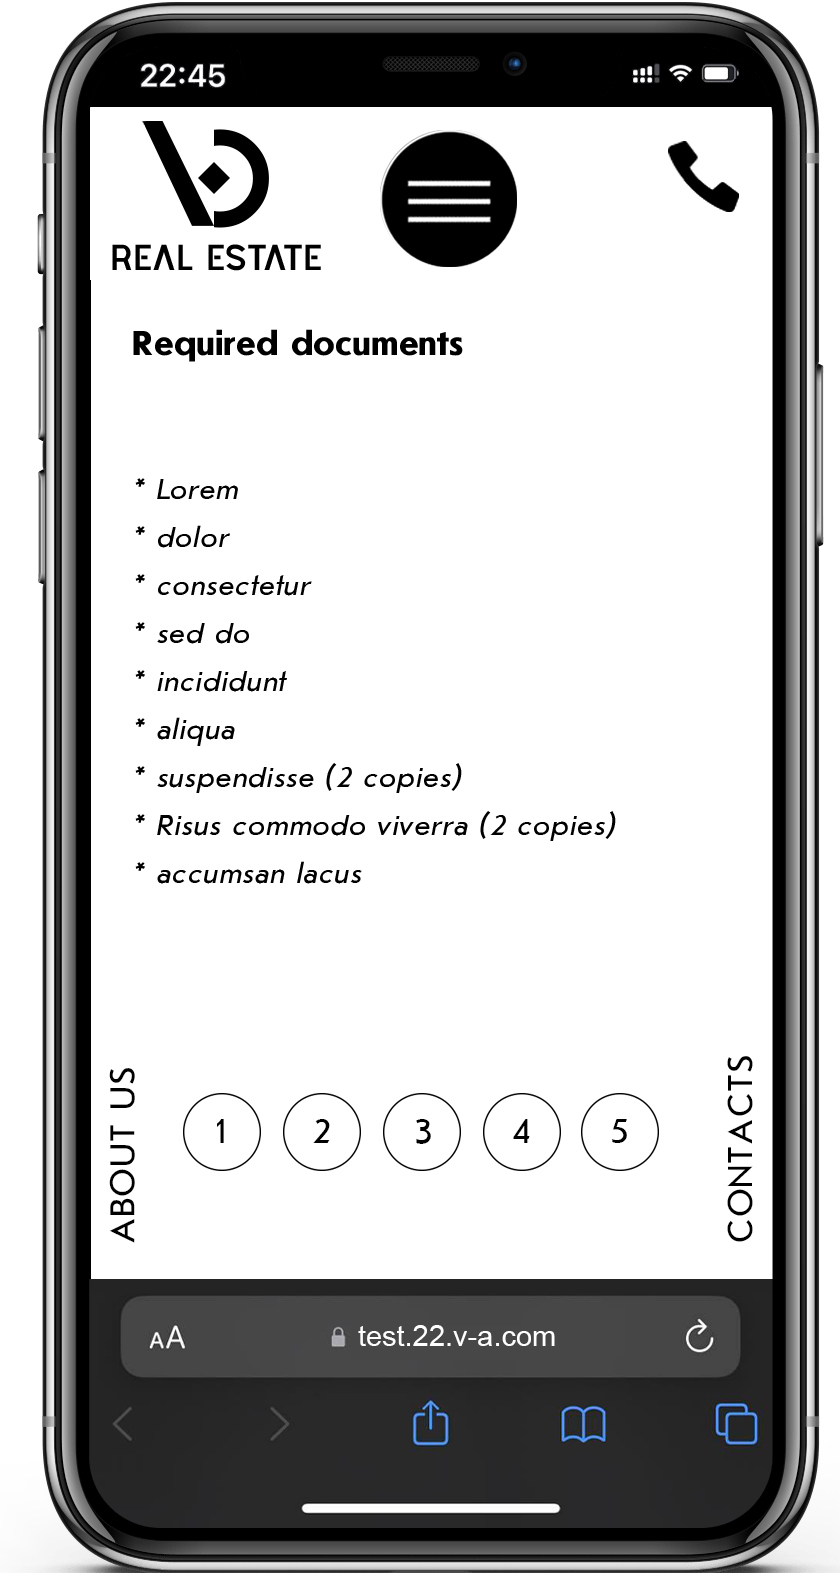 22:45
REAL ESTATE
Required documents
* Lorem
* dolor
* consectetur
* sed do
* incididunt
* aliqua
* suspendisse (2 copies)
* Risus commodo viverra (2 copies)
* accumsan lacus
ABOUT US
1 2 3 4 5
CONTACTS
AA test.22.v-a.com